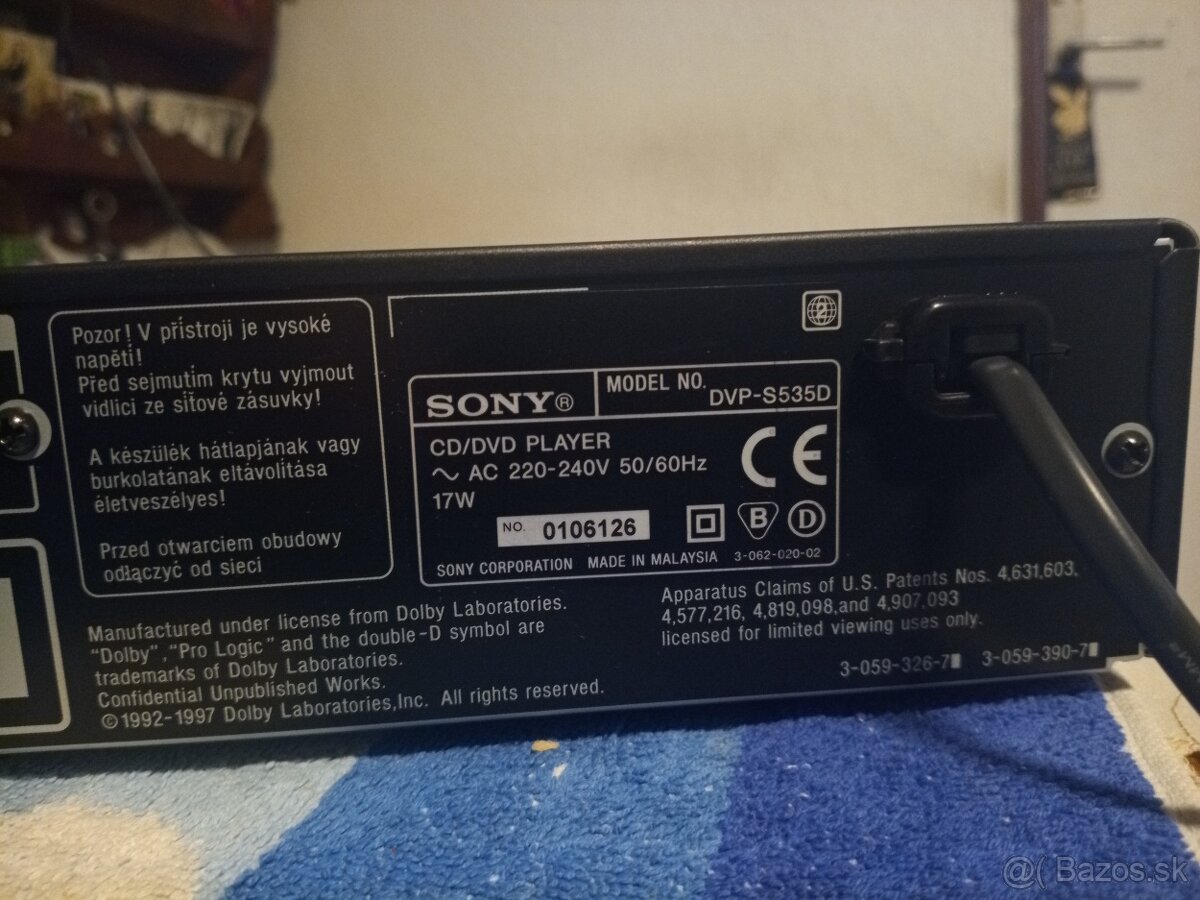 Pozor! V přístroji je vysoké
napětí!
Před sejmutím krytu vyjmout
vidlici ze síťové zásuvky!
A készülék hátlapjának vagy
burkolatának eltávolítása
életveszélyes!
Przed otwarciem obudowy
odłączyć od sieci
2
SONY®
MODEL NO.
DVP-S535D
CD/DVD PLAYER
~ AC 220-240V 50/60Hz
17W
CE
NO. 0106126
B D
SONY CORPORATION MADE IN MALAYSIA 3-062-020-02
Manufactured under license from Dolby Laboratories.
"Dolby","Pro Logic" and the double-D symbol are
trademarks of Dolby Laboratories.
Confidential Unpublished Works.
©1992-1997 Dolby Laboratories,Inc. All rights reserved.
Apparatus Claims of U.S. Patents Nos. 4,631,603,
4,577,216, 4,819,098,and 4,907,093
licensed for limited viewing uses only.
3-059-326-7 3-059-390-7
@( Bazos.sk